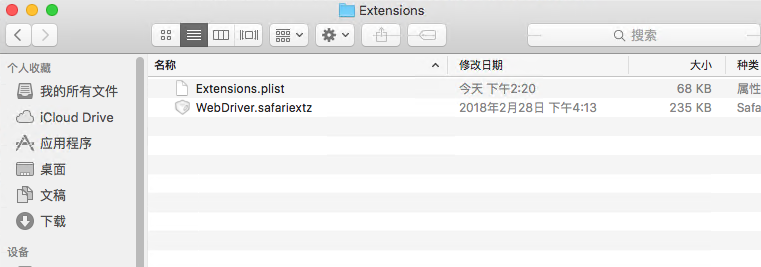 Extensions
搜索
个人收藏
我的所有文件
iCloud Drive
应用程序
桌面
文稿
下载
设备
名称 修改日期 大小 种类
Extensions.plist 今天 下午2:20 68 KB 属性
WebDriver.safariextz 2018年2月28日 下午4:13 235 KB Safa